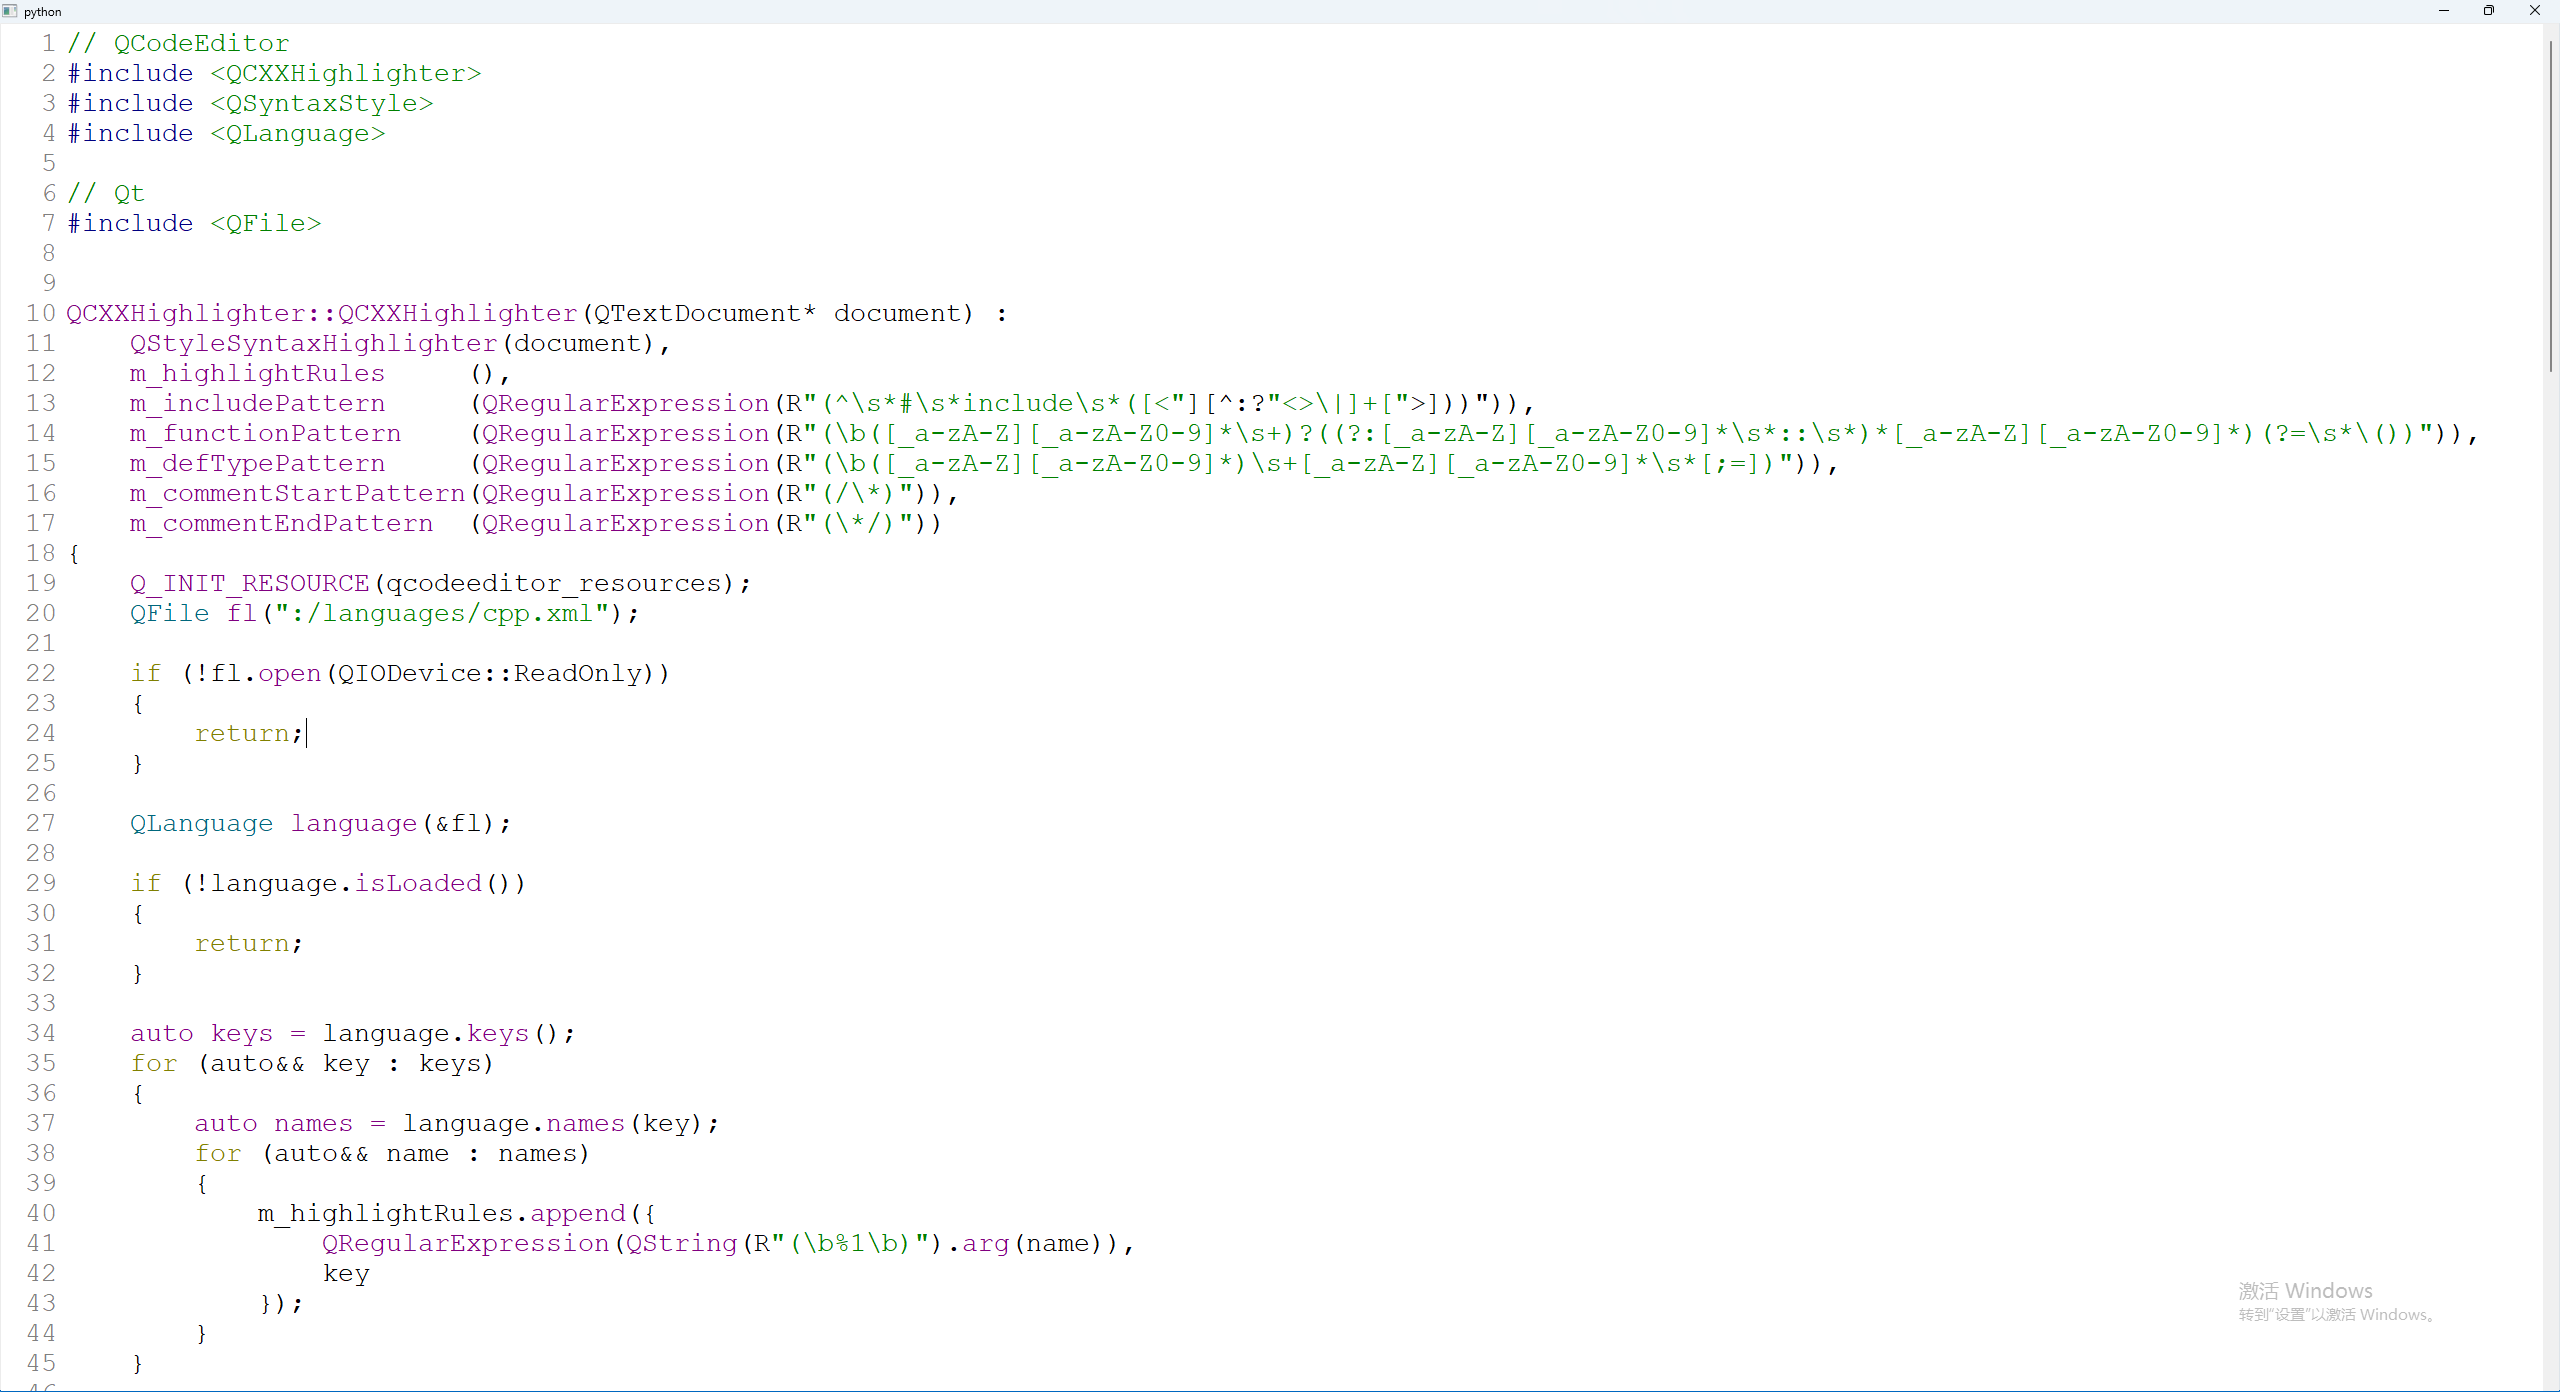 python
1 // QCodeEditor
2 #include <QCXXHighlighter>
3 #include <QSyntaxStyle>
4 #include <QLanguage>
5
6 // Qt
7 #include <QFile>
8
9
10 QCXXHighlighter::QCXXHighlighter(QTextDocument* document) :
11     QStyleSyntaxHighlighter(document),
12     m_highlightRules     (),
13     m_includePattern     (QRegularExpression(R"(^\s*#\s*include\s*([<"][^:?"<>\|]+[">]))")),
14     m_functionPattern    (QRegularExpression(R"(\b([_a-zA-Z][_a-zA-Z0-9]*\s+)?((?:[_a-zA-Z][_a-zA-Z0-9]*\s*::\s*)*[_a-zA-Z][_a-zA-Z0-9]*)(?=\s*\())")),
15     m_defTypePattern     (QRegularExpression(R"(\b([_a-zA-Z][_a-zA-Z0-9]*)\s+[_a-zA-Z][_a-zA-Z0-9]*\s*[;=])")),
16     m_commentStartPattern(QRegularExpression(R"(/\*)")),
17     m_commentEndPattern  (QRegularExpression(R"(\*/)"))
18 {
19     Q_INIT_RESOURCE(qcodeeditor_resources);
20     QFile fl(":/languages/cpp.xml");
21
22     if (!fl.open(QIODevice::ReadOnly))
23     {
24         return;
25     }
26
27     QLanguage language(&fl);
28
29     if (!language.isLoaded())
30     {
31         return;
32     }
33
34     auto keys = language.keys();
35     for (auto&& key : keys)
36     {
37         auto names = language.names(key);
38         for (auto&& name : names)
39         {
40             m_highlightRules.append({
41                 QRegularExpression(QString(R"(\b%1\b)").arg(name)),
42                 key
43             });
44         }
45     }
激活 Windows
转到"设置"以激活 Windows。